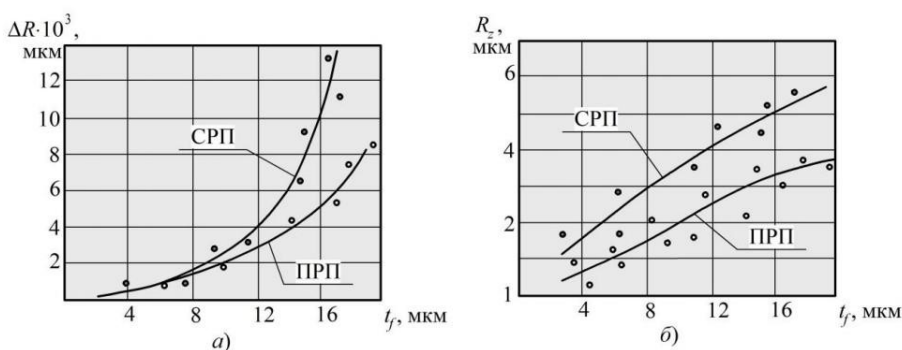 ΔR·10³,
мкм
12
10
8
6
4
2
СРП
ПРП
4 8 12 16 t_f, мкм
а)
R_z,
мкм
6
4
2
1
СРП
ПРП
4 8 12 16 t_f, мкм
б)